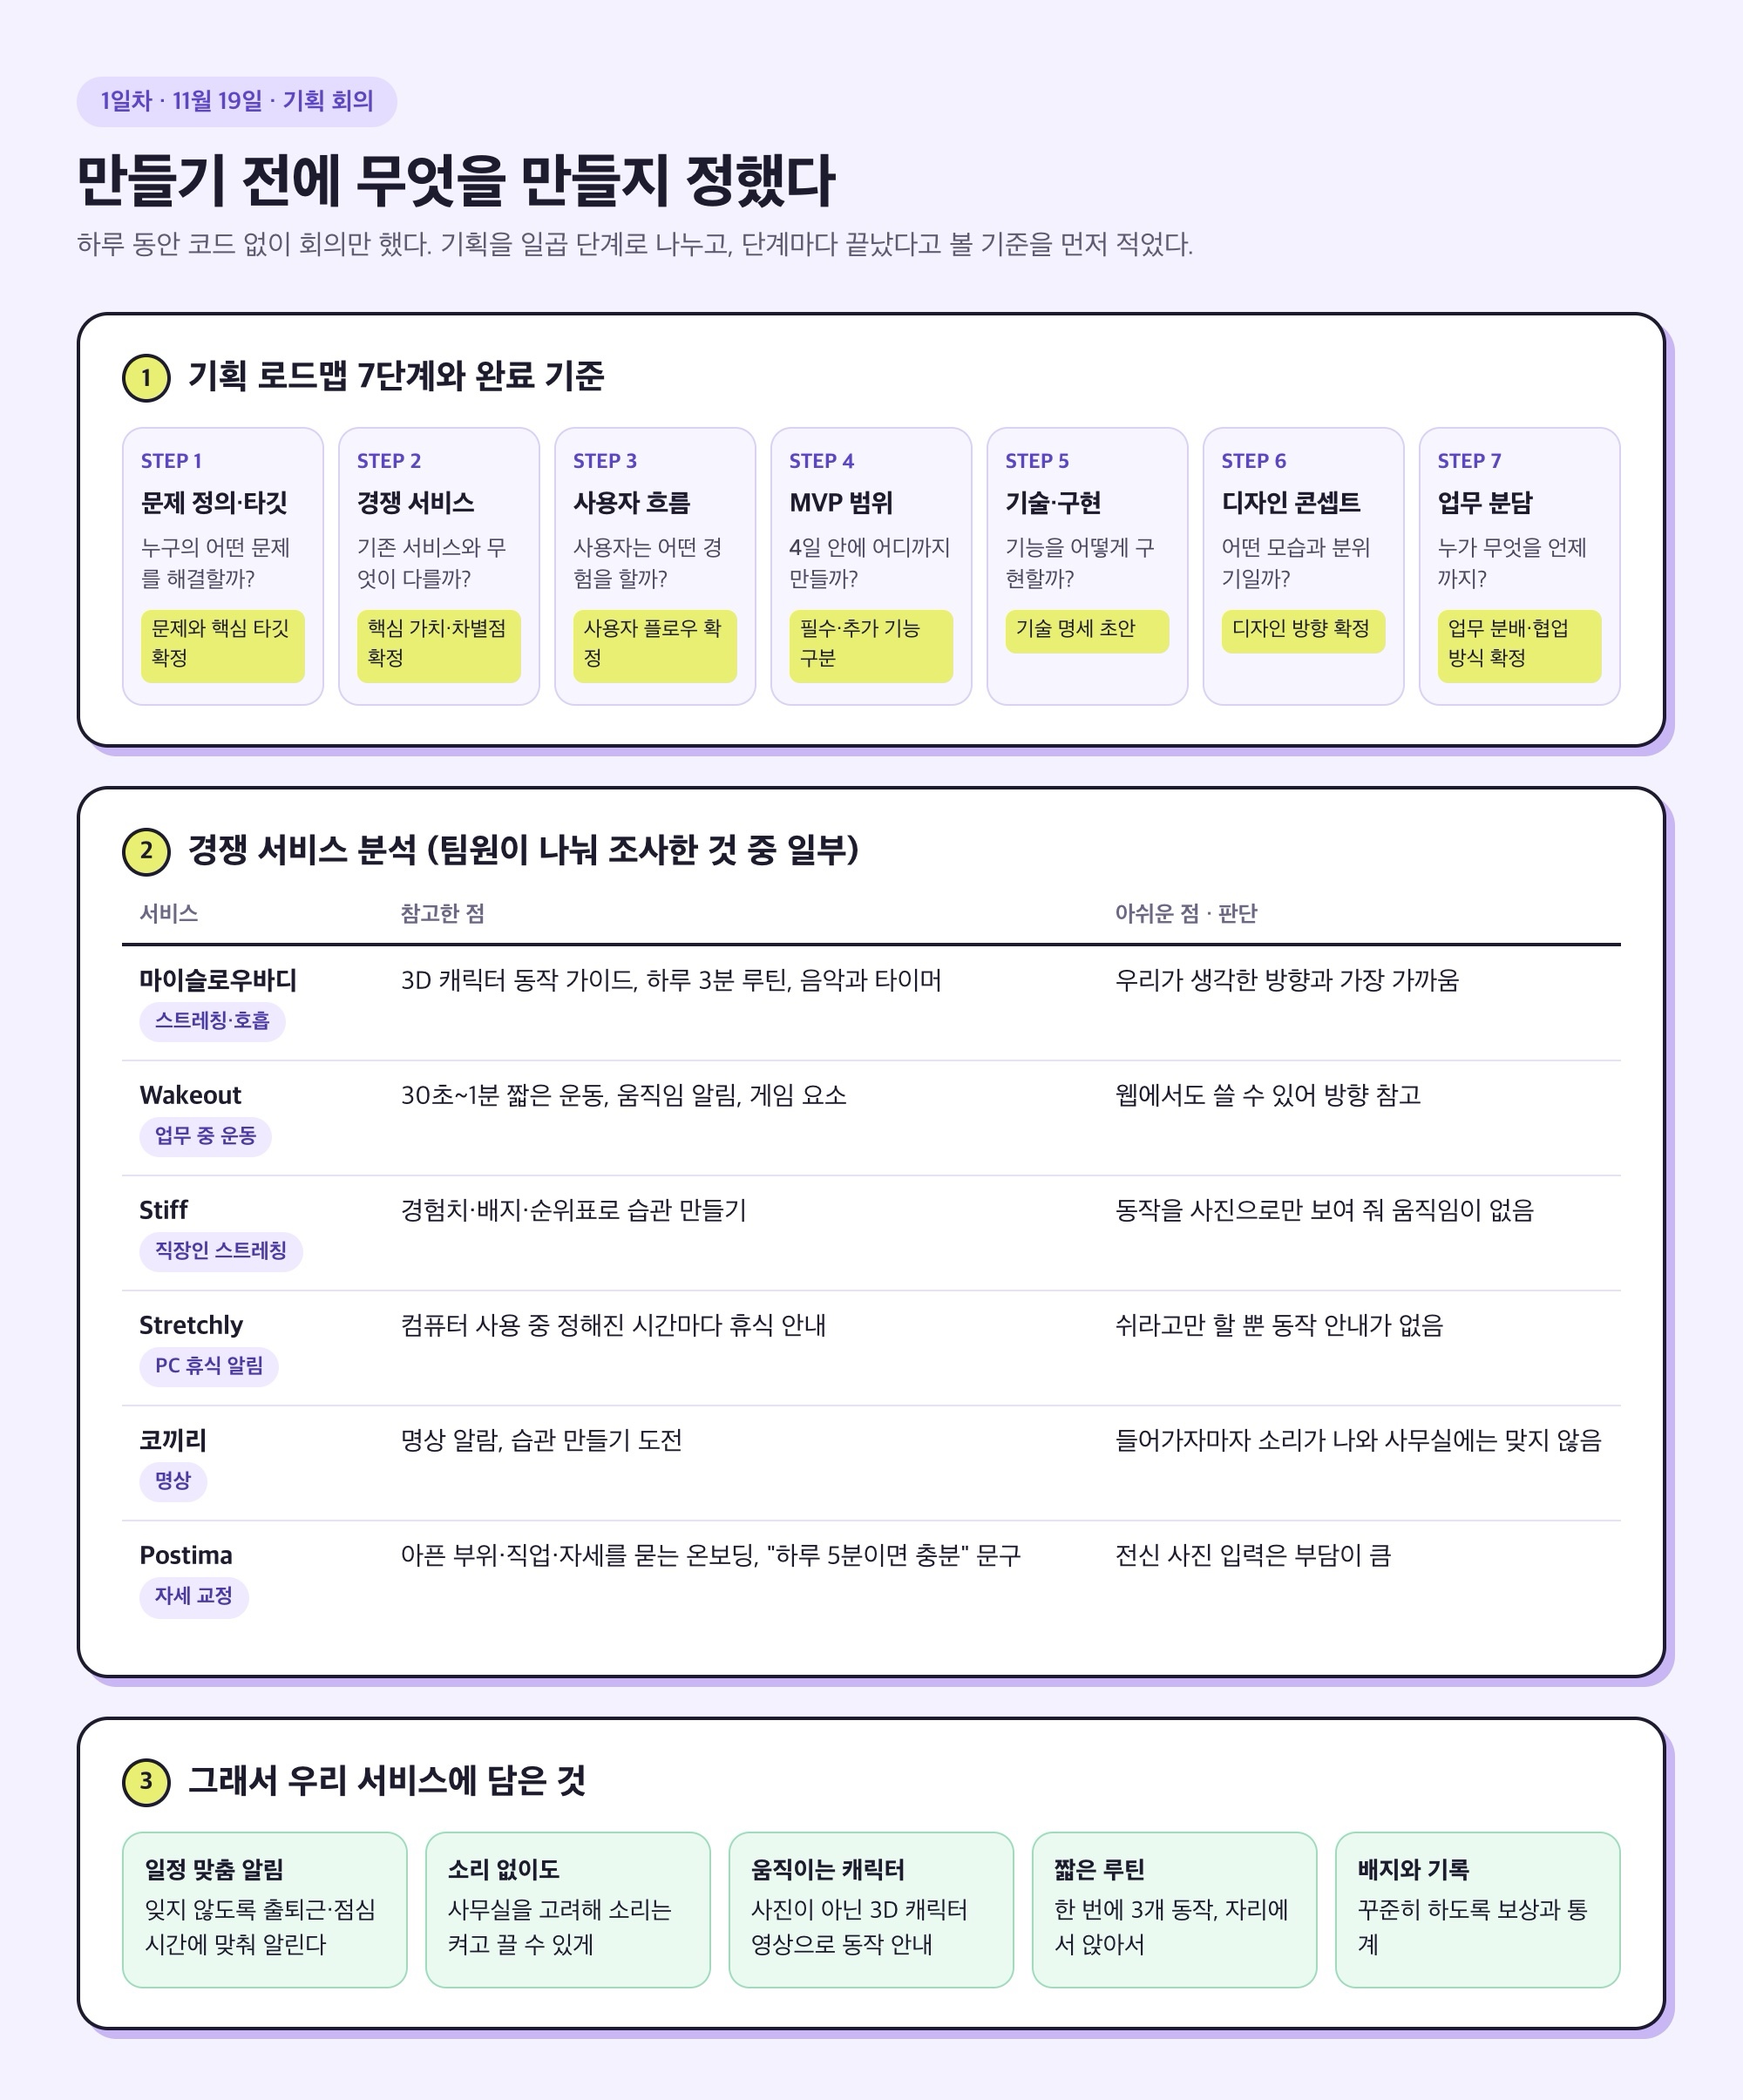 1일차 · 11월 19일 · 기획 회의
만들기 전에 무엇을 만들지 정했다
하루 동안 코드 없이 회의만 했다. 기획을 일곱 단계로 나누고, 단계마다 끝났다고 볼 기준을 먼저 적었다.
1 기획 로드맵 7단계와 완료 기준
STEP 1
문제 정의·타깃
누구의 어떤 문제
를 해결할까?
문제와 핵심 타깃
확정
STEP 2
경쟁 서비스
기존 서비스와 무
엇이 다를까?
핵심 가치·차별점
확정
STEP 3
사용자 흐름
사용자는 어떤 경
험을 할까?
사용자 플로우 확
정
STEP 4
MVP 범위
4일 안에 어디까지
만들까?
필수·추가 기능
구분
STEP 5
기술·구현
기능을 어떻게 구
현할까?
기술 명세 초안
STEP 6
디자인 콘셉트
어떤 모습과 분위
기일까?
디자인 방향 확정
STEP 7
업무 분담
누가 무엇을 언제
까지?
업무 분배·협업
방식 확정
2 경쟁 서비스 분석 (팀원이 나눠 조사한 것 중 일부)
서비스 참고한 점 아쉬운 점 · 판단
마이슬로우바디 3D 캐릭터 동작 가이드, 하루 3분 루틴, 음악과 타이머 우리가 생각한 방향과 가장 가까움
스트레칭·호흡
Wakeout 30초~1분 짧은 운동, 움직임 알림, 게임 요소 웹에서도 쓸 수 있어 방향 참고
업무 중 운동
Stiff 경험치·배지·순위표로 습관 만들기 동작을 사진으로만 보여 줘 움직임이 없음
직장인 스트레칭
Stretchly 컴퓨터 사용 중 정해진 시간마다 휴식 안내 쉬라고만 할 뿐 동작 안내가 없음
PC 휴식 알림
코끼리 명상 알람, 습관 만들기 도전 들어가자마자 소리가 나와 사무실에는 맞지 않음
명상
Postima 아픈 부위·직업·자세를 묻는 온보딩, "하루 5분이면 충분" 문구 전신 사진 입력은 부담이 큼
자세 교정
3 그래서 우리 서비스에 담은 것
일정 맞춤 알림
잊지 않도록 출퇴근·점심
시간에 맞춰 알린다
소리 없이도
사무실을 고려해 소리는
켜고 끌 수 있게
움직이는 캐릭터
사진이 아닌 3D 캐릭터
영상으로 동작 안내
짧은 루틴
한 번에 3개 동작, 자리에
서 앉아서
배지와 기록
꾸준히 하도록 보상과 통
계